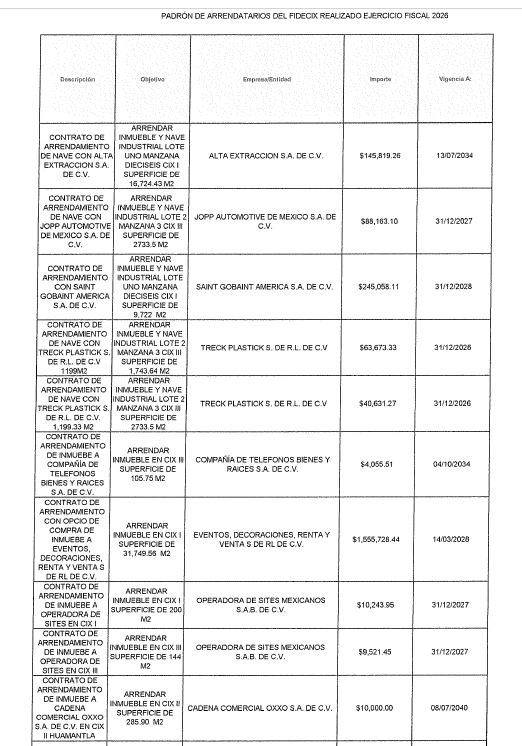 PADRÓN DE ARRENDATARIOS DEL FIDECIX REALIZADO EJERCICIO FISCAL 2026
Descripción Objetivo Empresa/Entidad Importe Vigencia A:
CONTRATO DE
ARRENDAMIENTO
DE NAVE CON ALTA
EXTRACCION S.A.
DE C.V.
ARRENDAR
INMUEBLE Y NAVE
INDUSTRIAL LOTE
UNO MANZANA
DIECISEIS CIX I
SUPERFICIE DE
16,724.43 M2
ALTA EXTRACCION S.A. DE C.V.
$145,819.26
13/07/2034
CONTRATO DE
ARRENDAMIENTO
DE NAVE CON
JOPP AUTOMOTIVE
DE MEXICO S.A. DE
C.V.
ARRENDAR
INMUEBLE Y NAVE
INDUSTRIAL LOTE 2
MANZANA 3 CIX III
SUPERFICIE DE
2733.5 M2
JOPP AUTOMOTIVE DE MEXICO S.A. DE
C.V.
$88,163.10
31/12/2027
CONTRATO DE
ARRENDAMIENTO
CON SAINT
GOBAINT AMERICA
S.A. DE C.V.
ARRENDAR
INMUEBLE Y NAVE
INDUSTRIAL LOTE
UNO MANZANA
DIECISEIS CIX I
SUPERFICIE DE
9,722 M2
SAINT GOBAINT AMERICA S.A. DE C.V.
$245,058.11
31/12/2028
CONTRATO DE
ARRENDAMIENTO
DE NAVE CON
TRECK PLASTICK S.
DE R.L. DE C.V
1199M2
ARRENDAR
INMUEBLE Y NAVE
INDUSTRIAL LOTE 2
MANZANA 3 CIX III
SUPERFICIE DE
1,743.64 M2
TRECK PLASTICK S. DE R.L. DE C.V
$63,673.33
31/12/2026
CONTRATO DE
ARRENDAMIENTO
DE NAVE CON
TRECK PLASTICK S.
DE R.L. DE C.V.
1,199.33 M2
ARRENDAR
INMUEBLE Y NAVE
INDUSTRIAL LOTE 2
MANZANA 3 CIX III
SUPERFICIE DE
2733.5 M2
TRECK PLASTICK S. DE R.L. DE C.V
$40,631.27
31/12/2026
CONTRATO DE
ARRENDAMIENTO
DE INMUEBE A
COMPAÑÍA DE
TELEFONOS
BIENES Y RAICES
S.A. DE C.V.
ARRENDAR
INMUEBLE EN CIX III
SUPERFICIE DE
105.75 M2
COMPAÑÍA DE TELEFONOS BIENES Y
RAICES S.A. DE C.V.
$4,055.51
04/10/2034
CONTRATO DE
ARRENDAMIENTO
CON OPCIO DE
COMPRA DE
INMUEBE A
EVENTOS,
DECORACIONES,
RENTA Y VENTA S
DE RL DE C.V.
ARRENDAR
INMUEBLE EN CIX I
SUPERFICIE DE
31,749.56 M2
EVENTOS, DECORACIONES, RENTA Y
VENTA S DE RL DE C.V.
$1,555,728.44
14/03/2028
CONTRATO DE
ARRENDAMIENTO
DE INMUEBE A
OPERADORA DE
SITES EN CIX I
ARRENDAR
INMUEBLE EN CIX I
SUPERFICIE DE 200
M2
OPERADORA DE SITES MEXICANOS
S.A.B. DE C.V.
$10,243.95
31/12/2027
CONTRATO DE
ARRENDAMIENTO
DE INMUEBE A
OPERADORA DE
SITES EN CIX III
ARRENDAR
INMUEBLE EN CIX III
SUPERFICIE DE 144
M2
OPERADORA DE SITES MEXICANOS
S.A.B. DE C.V.
$9,521.45
31/12/2027
CONTRATO DE
ARRENDAMIENTO
DE INMUEBE A
CADENA
COMERCIAL OXXO
S.A. DE C.V. EN CIX
II HUAMANTLA
ARRENDAR
INMUEBLE EN CIX II
SUPERFICIE DE
285.90 M2
CADENA COMERCIAL OXXO S.A. DE C.V.
$10,000.00
08/07/2040